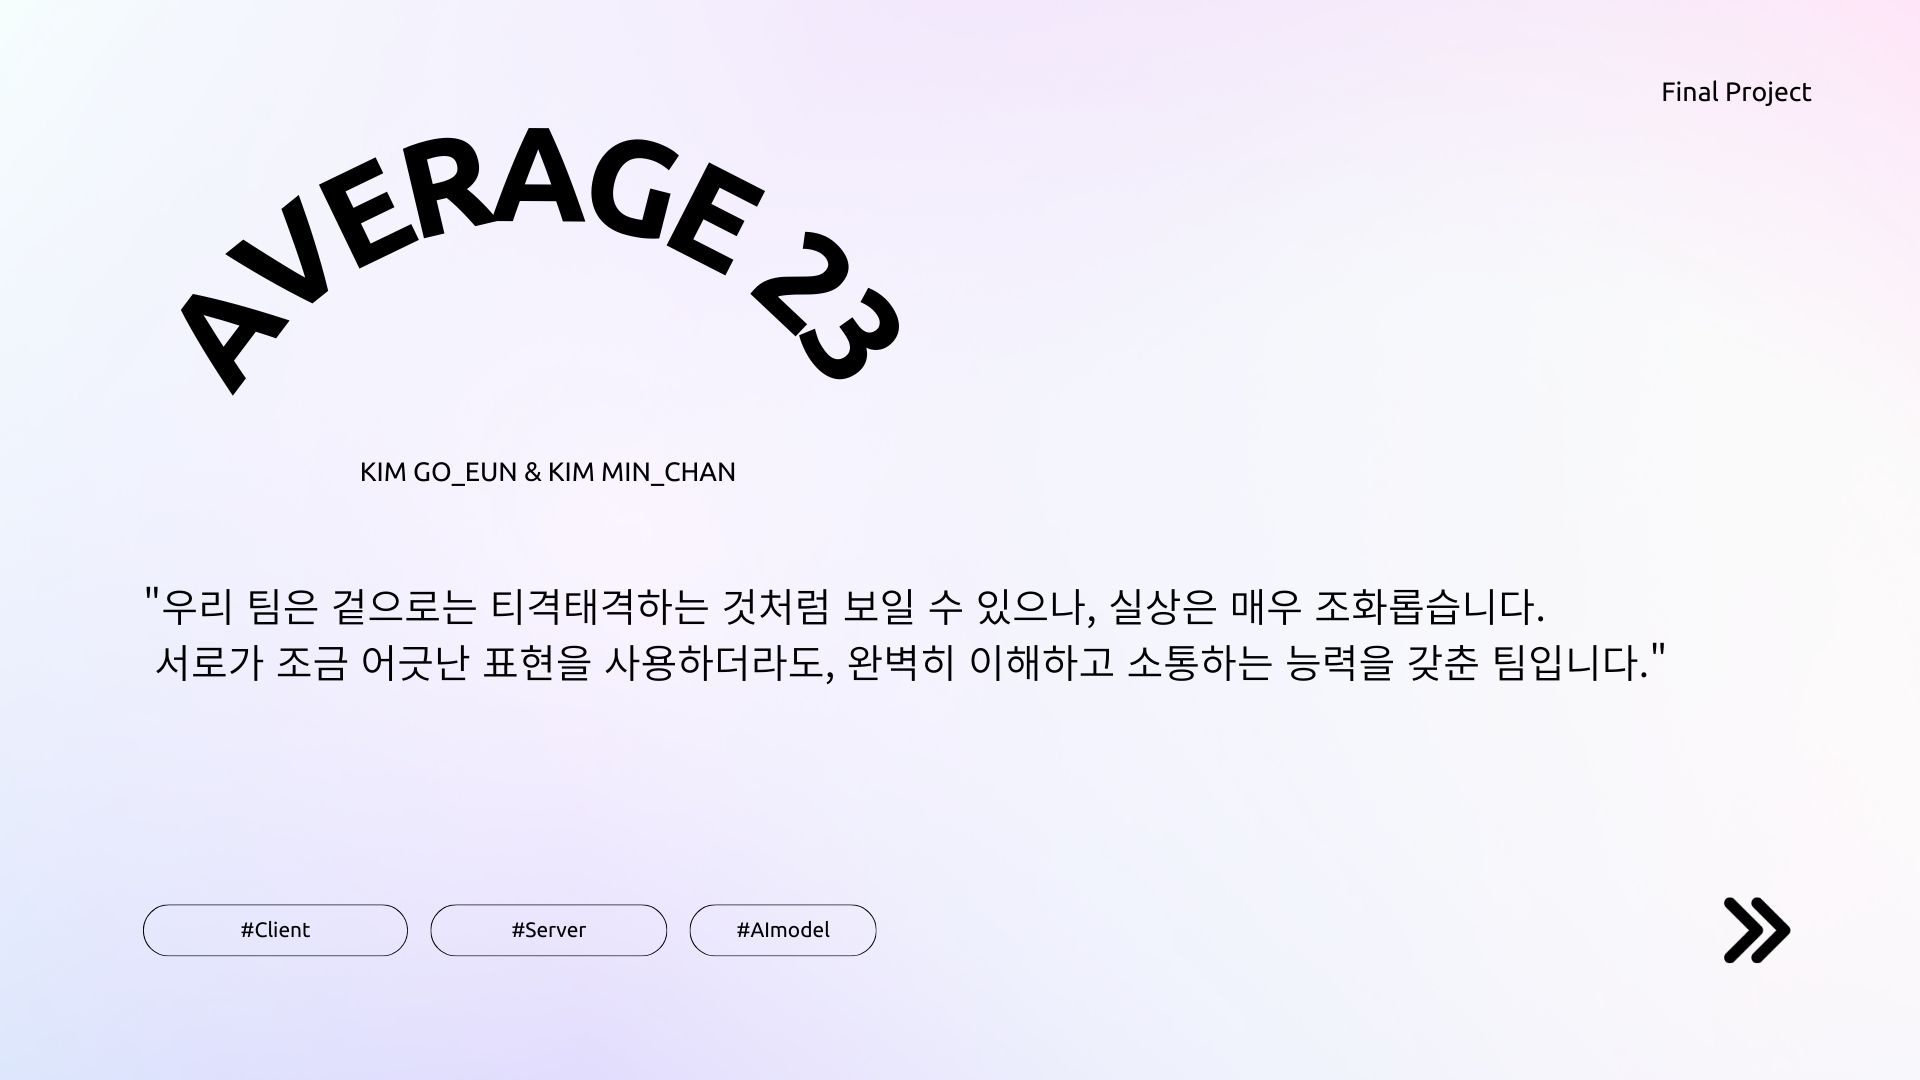 Final Project
AVERAGE 23
KIM GO_EUN & KIM MIN_CHAN
"우리 팀은 겉으로는 티격태격하는 것처럼 보일 수 있으나, 실상은 매우 조화롭습니다.
서로가 조금 어긋난 표현을 사용하더라도, 완벽히 이해하고 소통하는 능력을 갖춘 팀입니다."
#Client
#Server
#AImodel